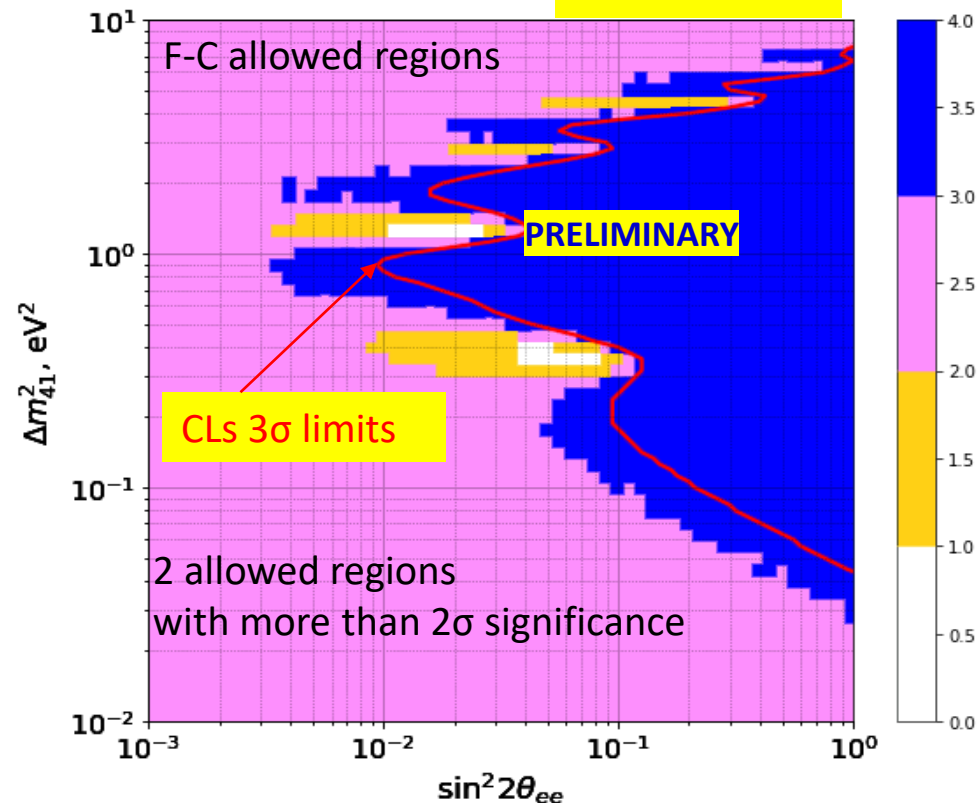 10¹
F-C allowed regions
4.0
3.5
3.0
2.5
2.0
1.5
1.0
0.5
0.0
PRELIMINARY
10⁰
Δm²₄₁, eV²
CLs 3σ limits
10⁻¹
2 allowed regions
with more than 2σ significance
10⁻²
10⁻³ 10⁻² 10⁻¹ 10⁰
sin²2θₑₑ